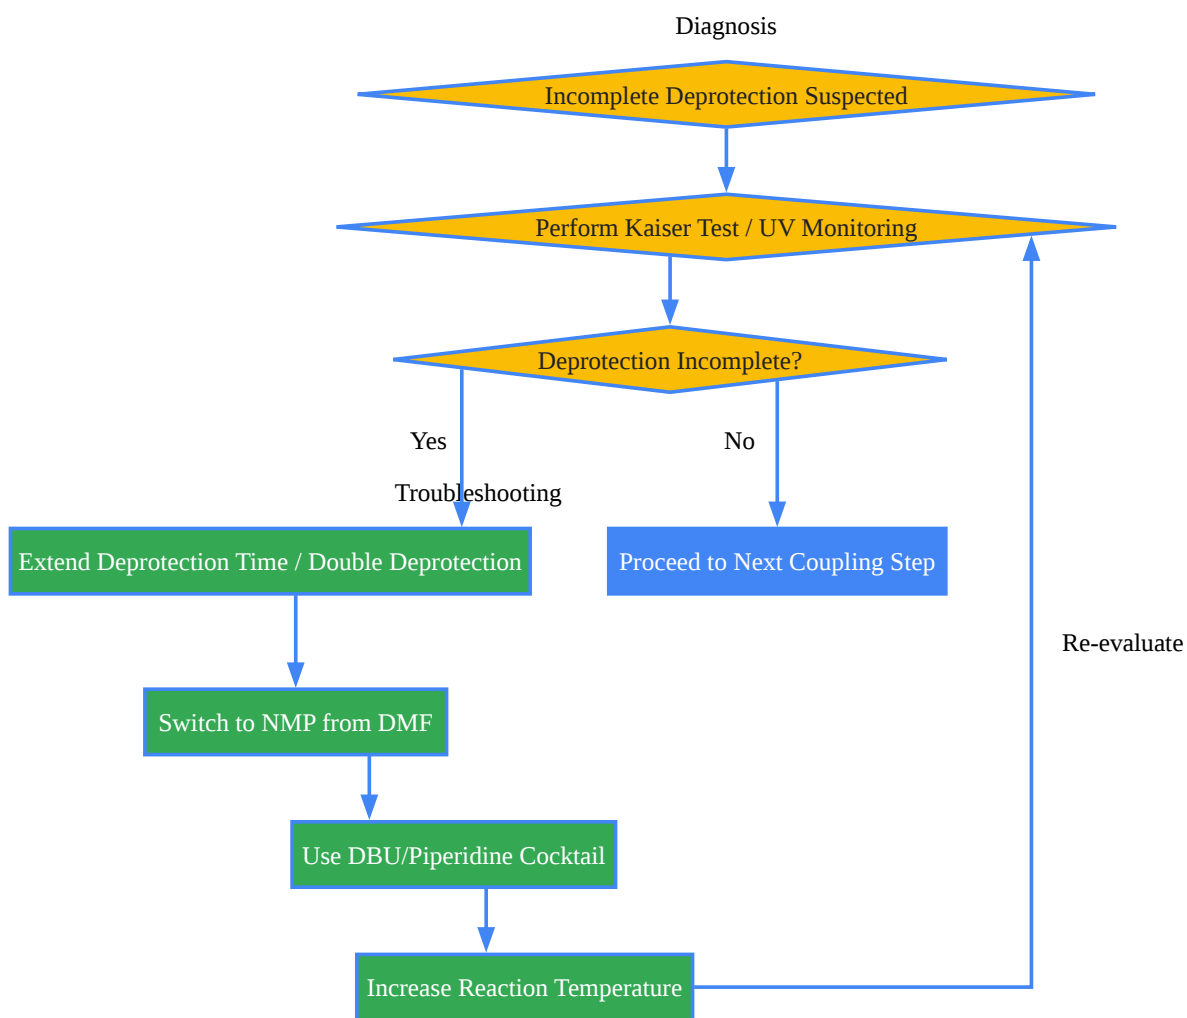 Diagnosis
Incomplete Deprotection Suspected
Perform Kaiser Test / UV Monitoring
Deprotection Incomplete?
Yes
No
Troubleshooting
Extend Deprotection Time / Double Deprotection
Proceed to Next Coupling Step
Re-evaluate
Switch to NMP from DMF
Use DBU/Piperidine Cocktail
Increase Reaction Temperature